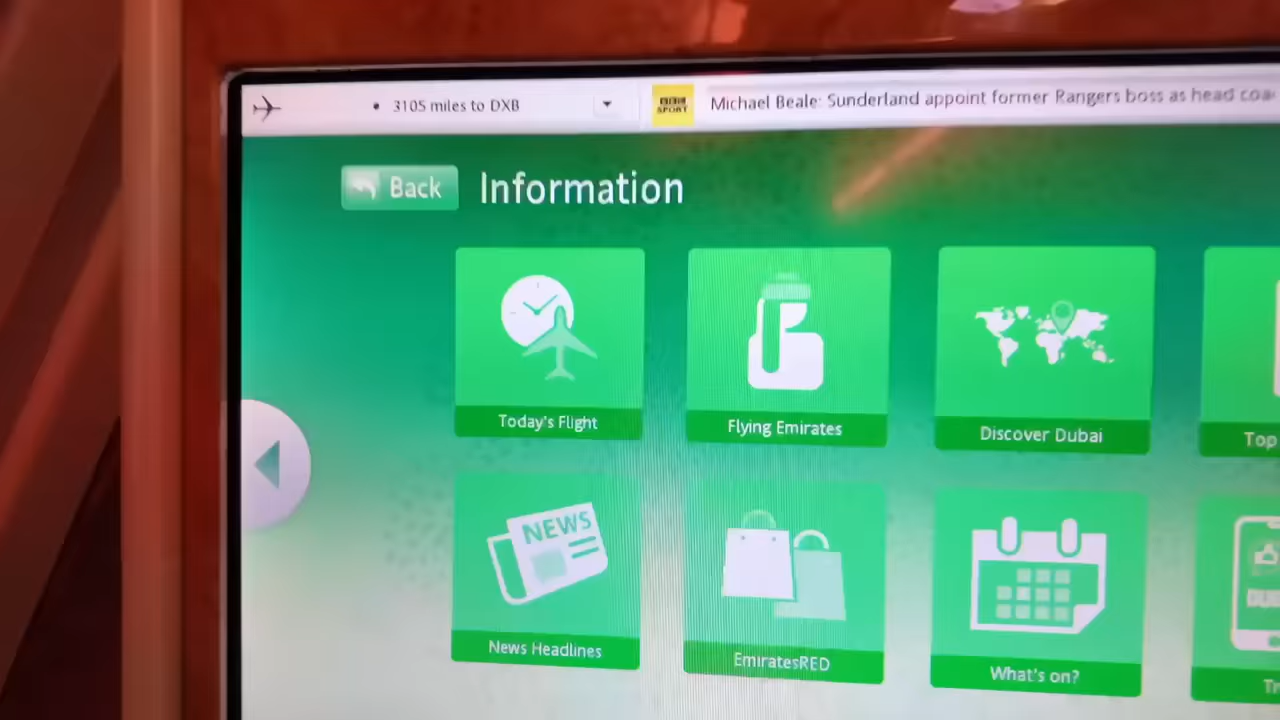 3105 miles to DXB
BBC SPORT
Michael Beale: Sunderland appoint former Rangers boss as head
Back
Information
Today's Flight
Flying Emirates
Discover Dubai
Top
NEWS
News Headlines
EmiratesRED
What's on?